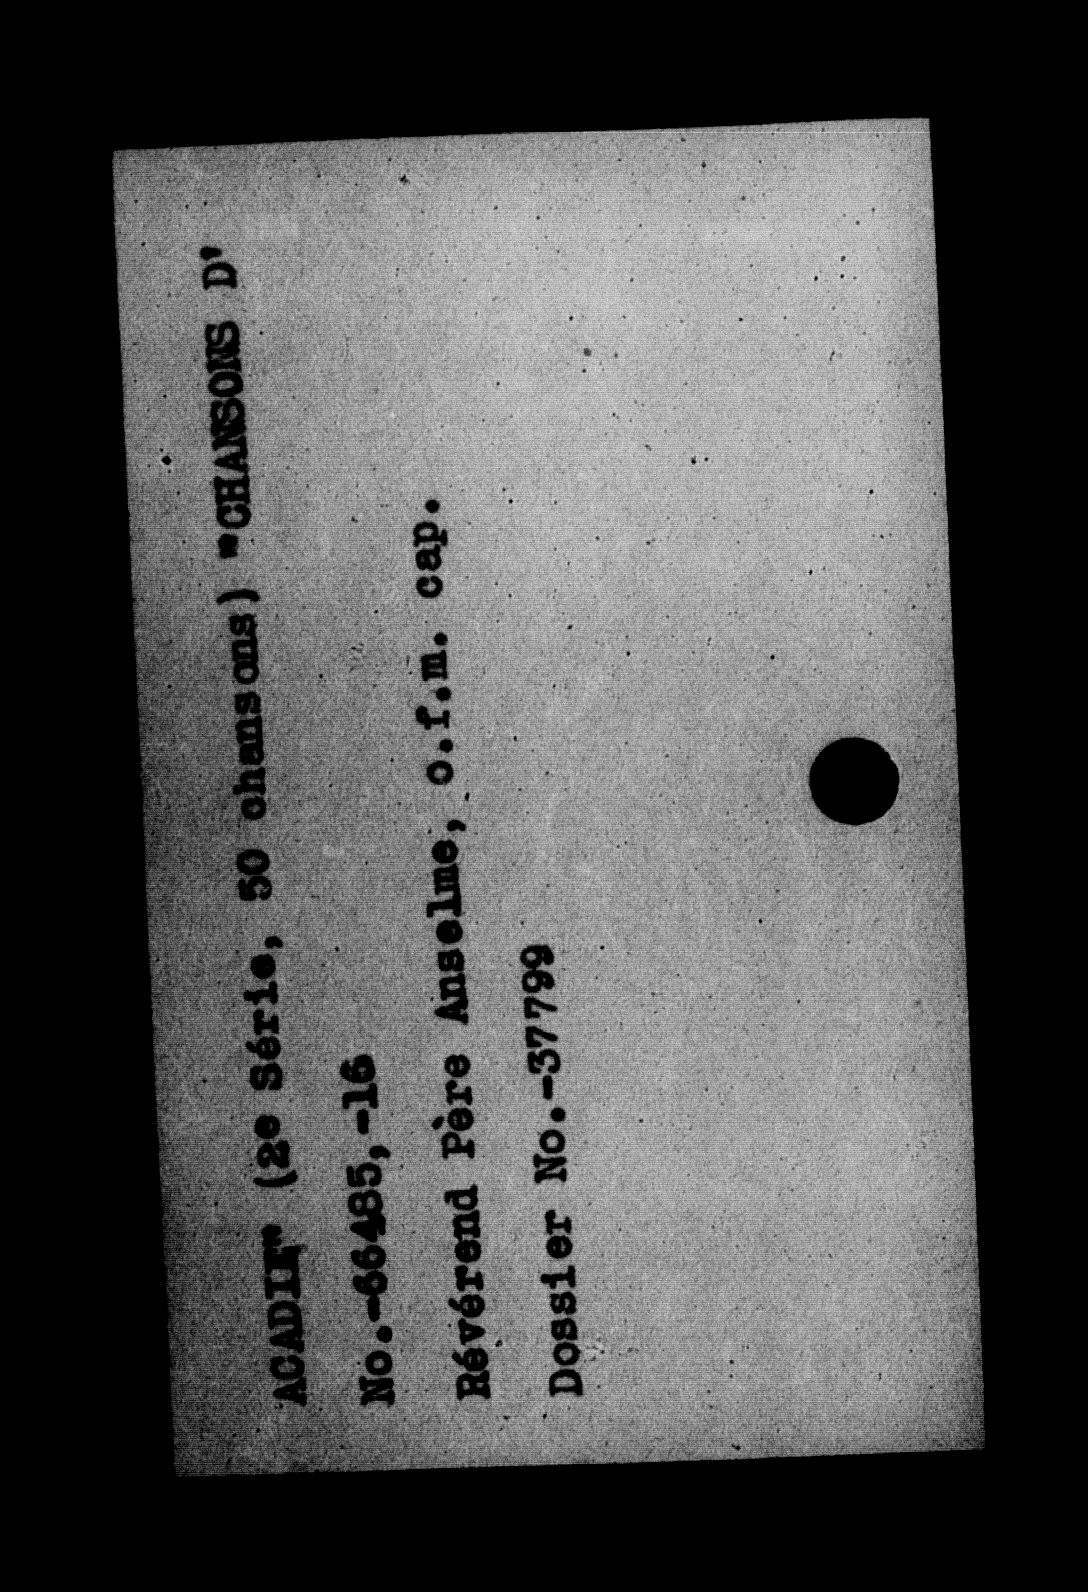 ACADIE" (2e Série, 50 chansons) "CHANSONS D'
No.-66485,-16
Révérend Père Anselme, o.f.m. cap.
Dossier No.-37799